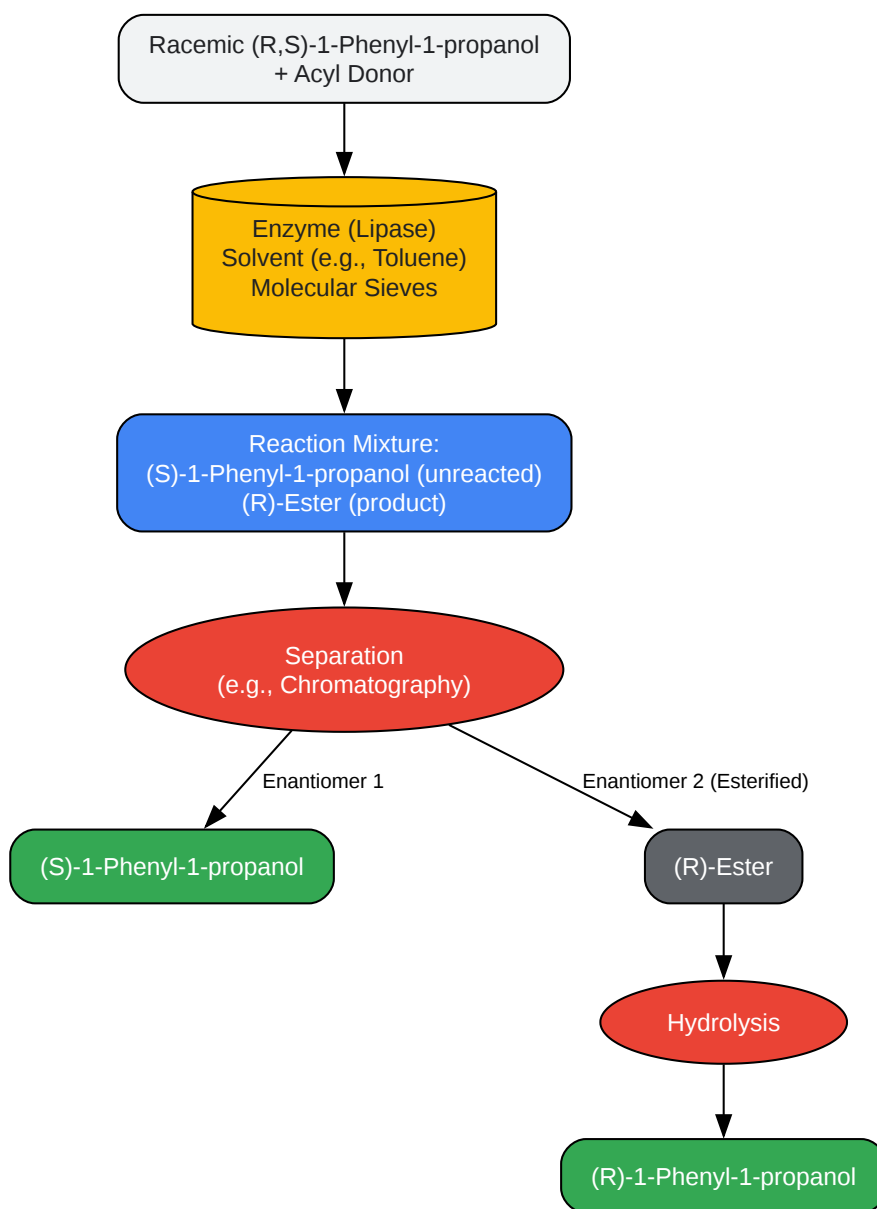 Racemic (R,S)-1-Phenyl-1-propanol
+ Acyl Donor
Enzyme (Lipase)
Solvent (e.g., Toluene)
Molecular Sieves
Reaction Mixture:
(S)-1-Phenyl-1-propanol (unreacted)
(R)-Ester (product)
Separation
(e.g., Chromatography)
Enantiomer 1
Enantiomer 2 (Esterified)
(S)-1-Phenyl-1-propanol
(R)-Ester
Hydrolysis
(R)-1-Phenyl-1-propanol